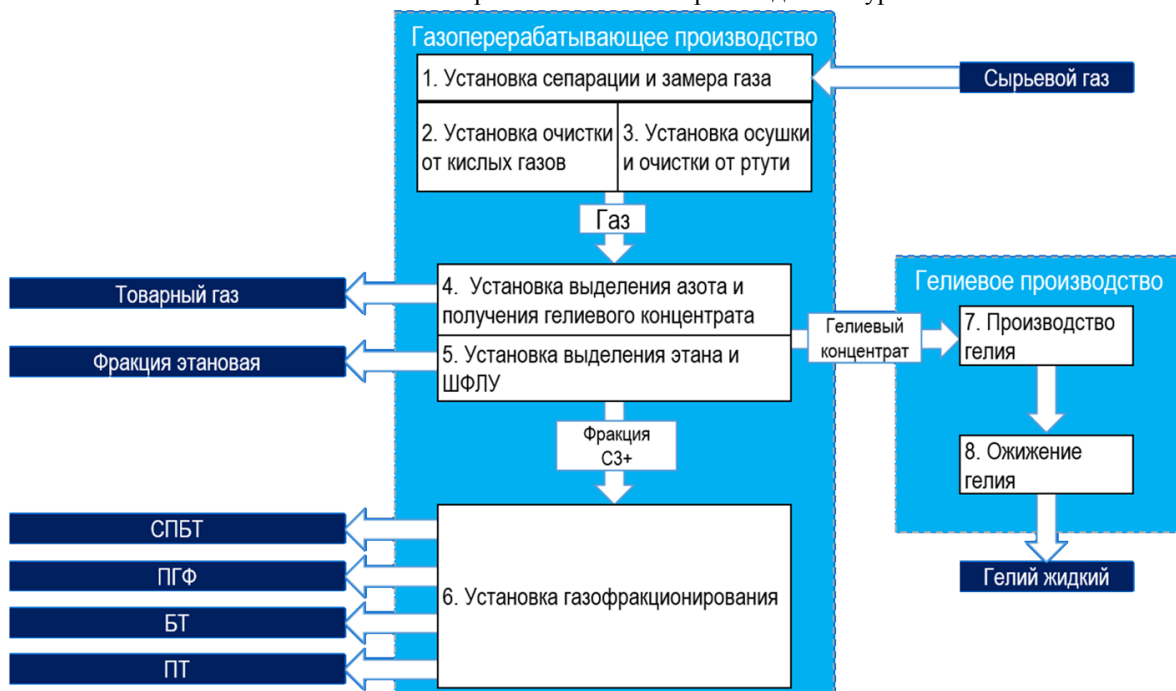 Газоперерабатывающее производство
1. Установка сепарации и замера газа
Сырьевой газ
2. Установка очистки
от кислых газов
3. Установка осушки
и очистки от ртути
Газ
Товарный газ
4. Установка выделения азота и
получения гелиевого концентрата
Фракция этановая
5. Установка выделения этана и
ШФЛУ
Гелиевый
концентрат
Гелиевое производство
7. Производство
гелия
Фракция
С3+
8. Ожижение
гелия
СПБТ
ПГФ
БТ
ПТ
6. Установка газофракционирования
Гелий жидкий